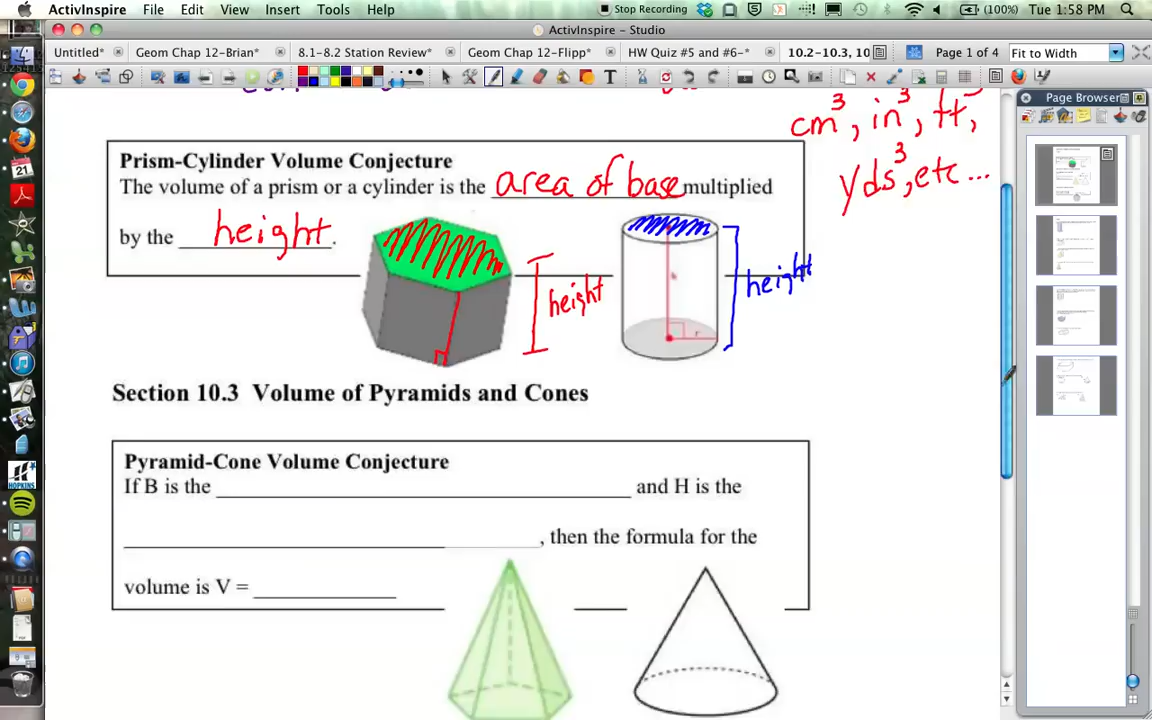 ActivInspire File Edit View Insert Tools Help Stop Recording (100%) Tue 1:58 PM
ActivInspire - Studio
Untitled* Geom Chap 12-Brian* 8.1-8.2 Station Review* Geom Chap 12-Flipp* HW Quiz #5 and #6-* 10.2-10.3, 10 Page 1 of 4 Fit to Width
Page Browser
cm³, in³, ft³,
yds³, etc...
Prism-Cylinder Volume Conjecture
The volume of a prism or a cylinder is the area of base multiplied
by the height.
height
height
r
Section 10.3 Volume of Pyramids and Cones
Pyramid-Cone Volume Conjecture
If B is the ____ and H is the
____, then the formula for the
volume is V = ____
HOPKINS